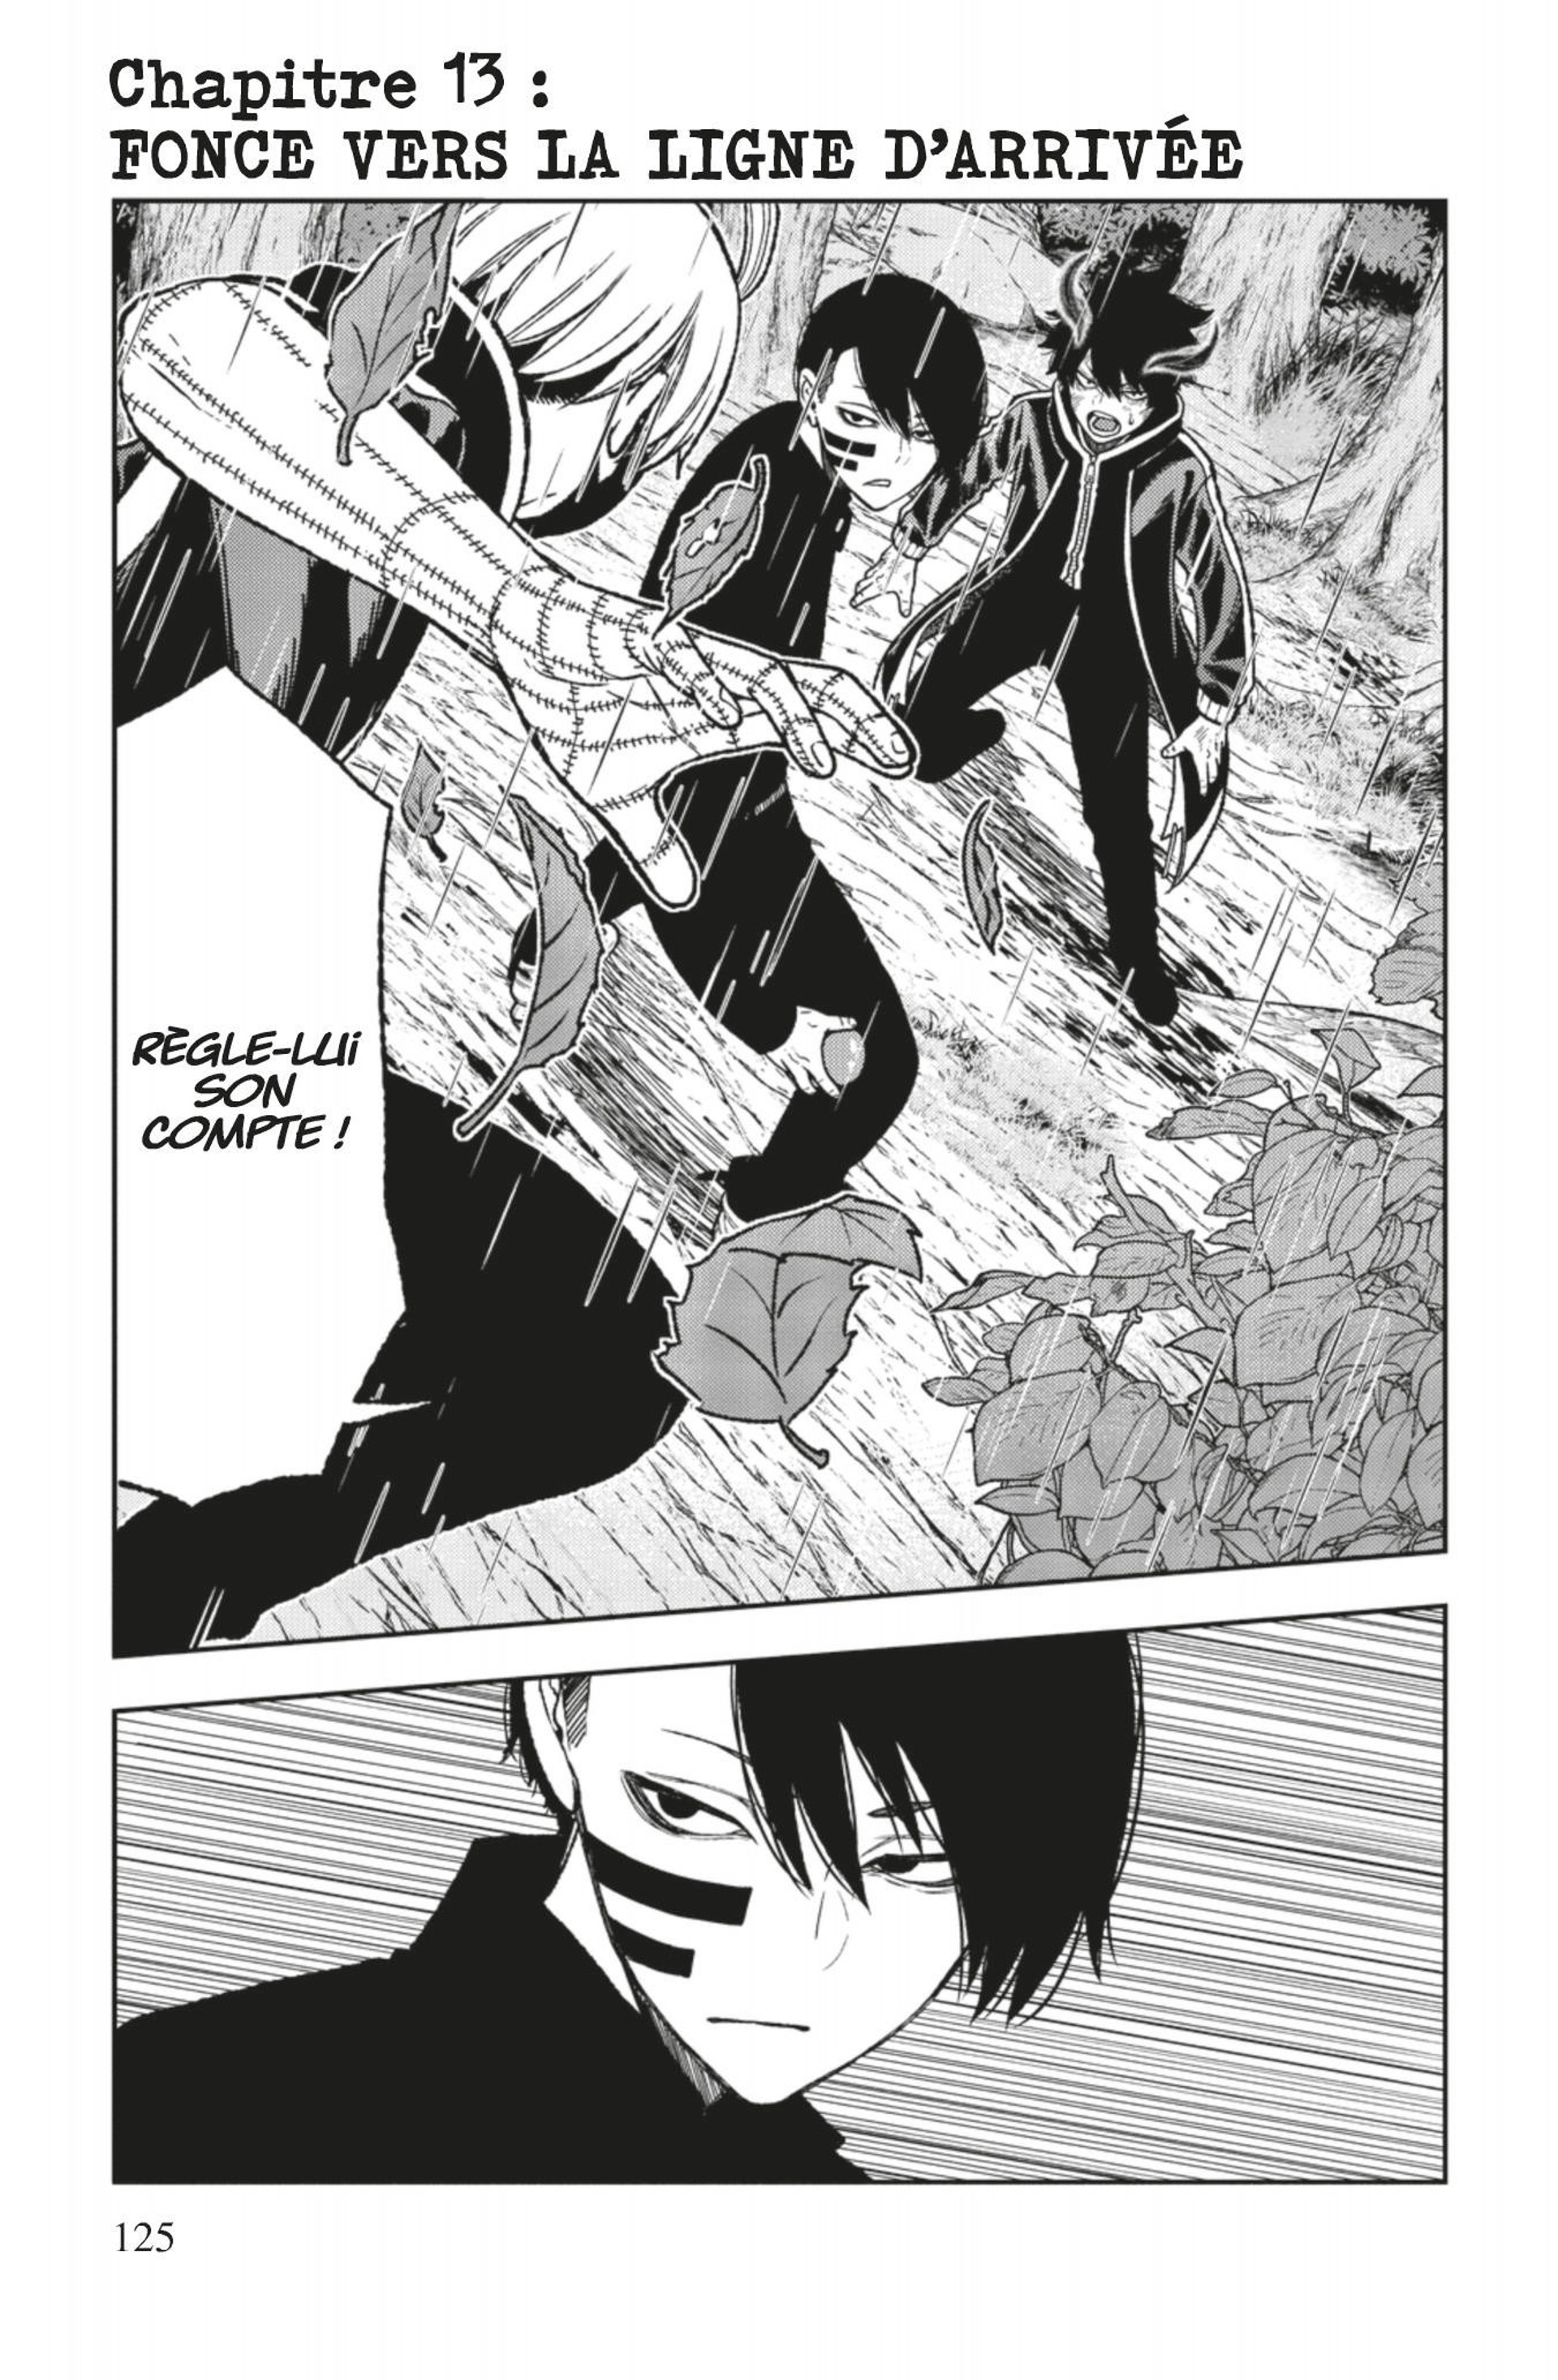 Chapitre 13 :
FONCE VERS LA LIGNE D'ARRIVÉE
RÈGLE-LUi
SON
COMPTE !
125